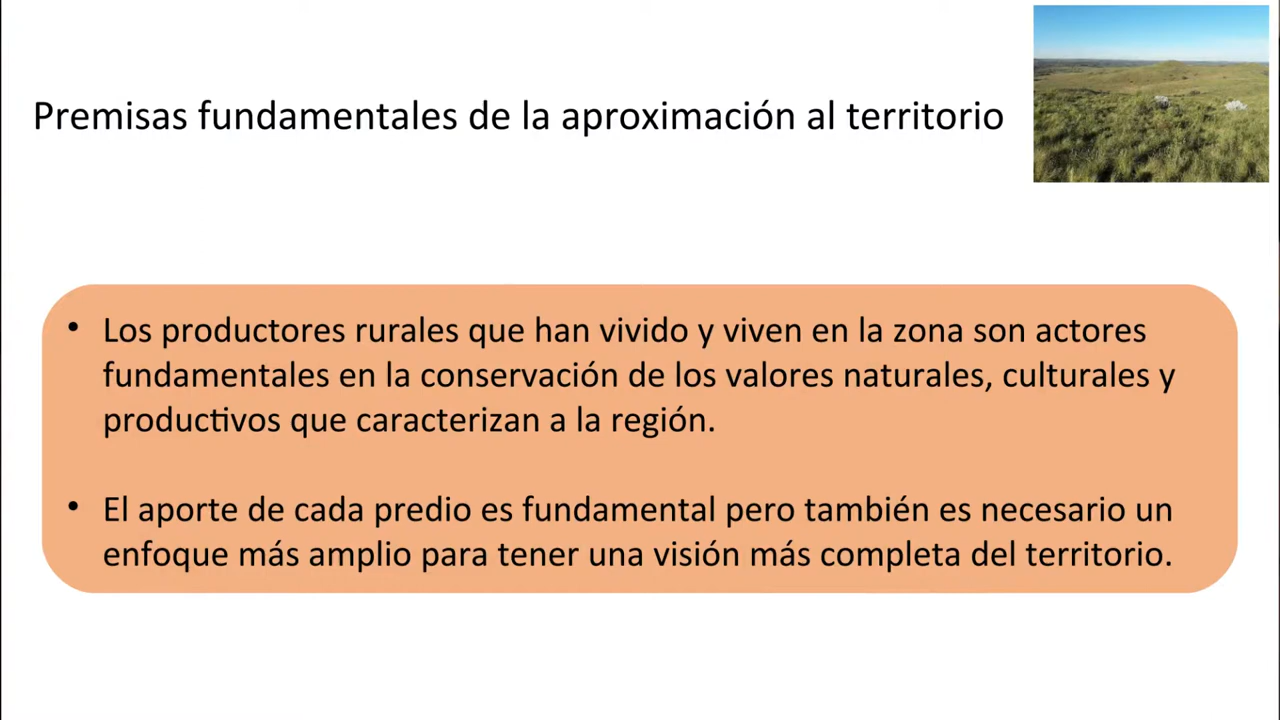 Premisas fundamentales de la aproximación al territorio
• Los productores rurales que han vivido y viven en la zona son actores
fundamentales en la conservación de los valores naturales, culturales y
productivos que caracterizan a la región.
• El aporte de cada predio es fundamental pero también es necesario un
enfoque más amplio para tener una visión más completa del territorio.